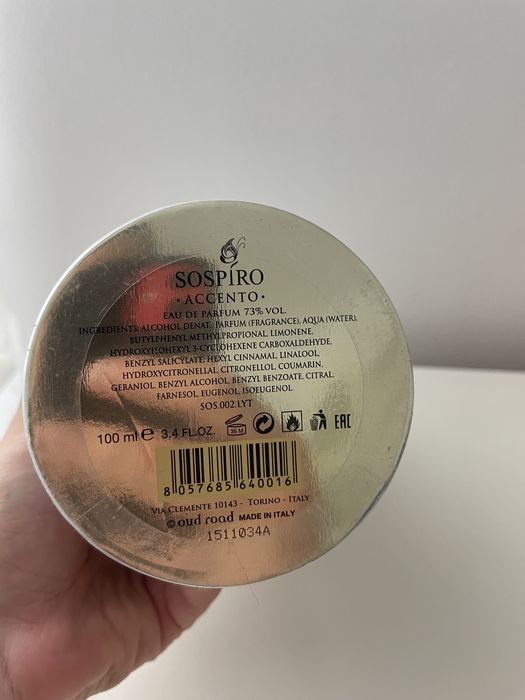 SOSPIRO
· ACCENTO ·
EAU DE PARFUM 73% VOL.
INGREDIENTS: ALCOHOL DENAT., PARFUM (FRAGRANCE), AQUA (WATER),
BUTYLPHENYL METHYLPROPIONAL, LIMONENE,
HYDROXYISOHEXYL 3-CYCLOHEXENE CARBOXALDEHYDE,
BENZYL SALICYLATE, HEXYL CINNAMAL, LINALOOL,
HYDROXYCITRONELLAL, CITRONELLOL, COUMARIN,
GERANIOL, BENZYL ALCOHOL, BENZYL BENZOATE, CITRAL,
FARNESOL, EUGENOL, ISOEUGENOL.
SOS.002.LYT
100 ml ℮ 3.4 FL.OZ. 36 M EAC
8 057685 640016
VIA CLEMENTE 10143 - TORINO - ITALY
© oud road MADE IN ITALY
1511034A